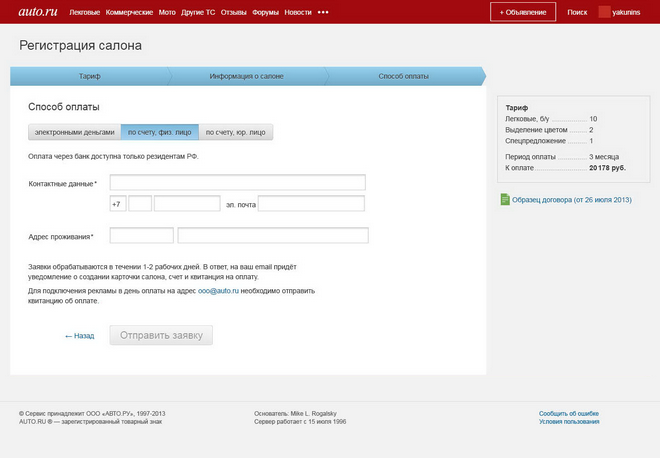 auto.ru Легковые Коммерческие Мото Другие ТС Отзывы Форумы Новости ••• + Объявление Поиск yakunins
Регистрация салона
Тариф Информация о салоне Способ оплаты
Способ оплаты
электронными деньгами по счету, физ. лицо по счету, юр. лицо
Оплата через банк доступна только резидентам РФ.
Контактные данные*
+7 эл. почта
Адрес проживания*
Заявки обрабатываются в течении 1-2 рабочих дней. В ответ, на ваш email придёт
уведомление о создании карточки салона, счет и квитанция на оплату.
Для подключения рекламы в день оплаты на адрес ooo@auto.ru необходимо отправить
квитанцию об оплате.
← Назад Отправить заявку
Тариф
Легковые, б/у 10
Выделение цветом 2
Спецпредложение 1
Период оплаты 3 месяца
К оплате 20 178 руб.
Образец договора (от 26 июля 2013)
© Сервис принадлежит ООО «АВТО.РУ», 1997-2013
AUTO.RU ® — зарегистрированный товарный знак
Основатель: Mike L. Rogalsky
Сервер работает с 15 июля 1996
Сообщить об ошибке
Условия пользования